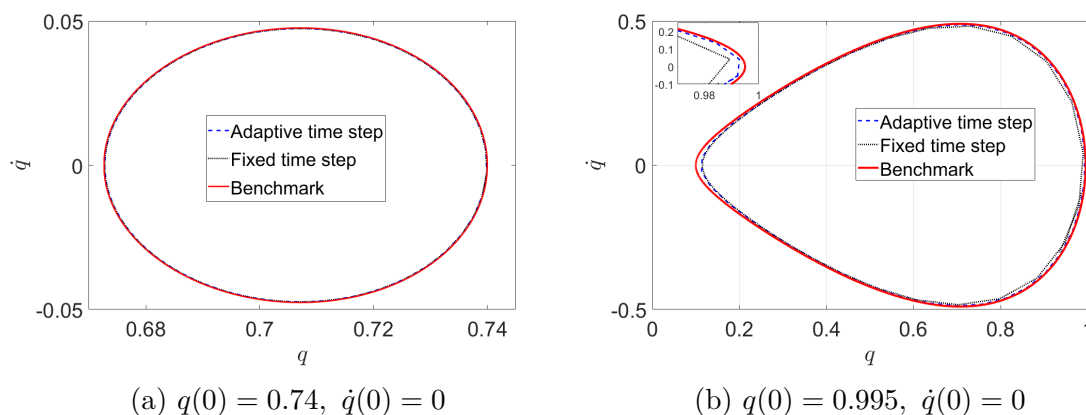 0.05
0
-0.05
q̇
0.68
0.7
0.72
0.74
q
Adaptive time step
Fixed time step
Benchmark
(a) q(0) = 0.74, q̇(0) = 0
0.5
0
-0.5
q̇
0
0.2
0.4
0.6
0.8
1
q
0.2
0.1
0
-0.1
0.98
1
Adaptive time step
Fixed time step
Benchmark
(b) q(0) = 0.995, q̇(0) = 0